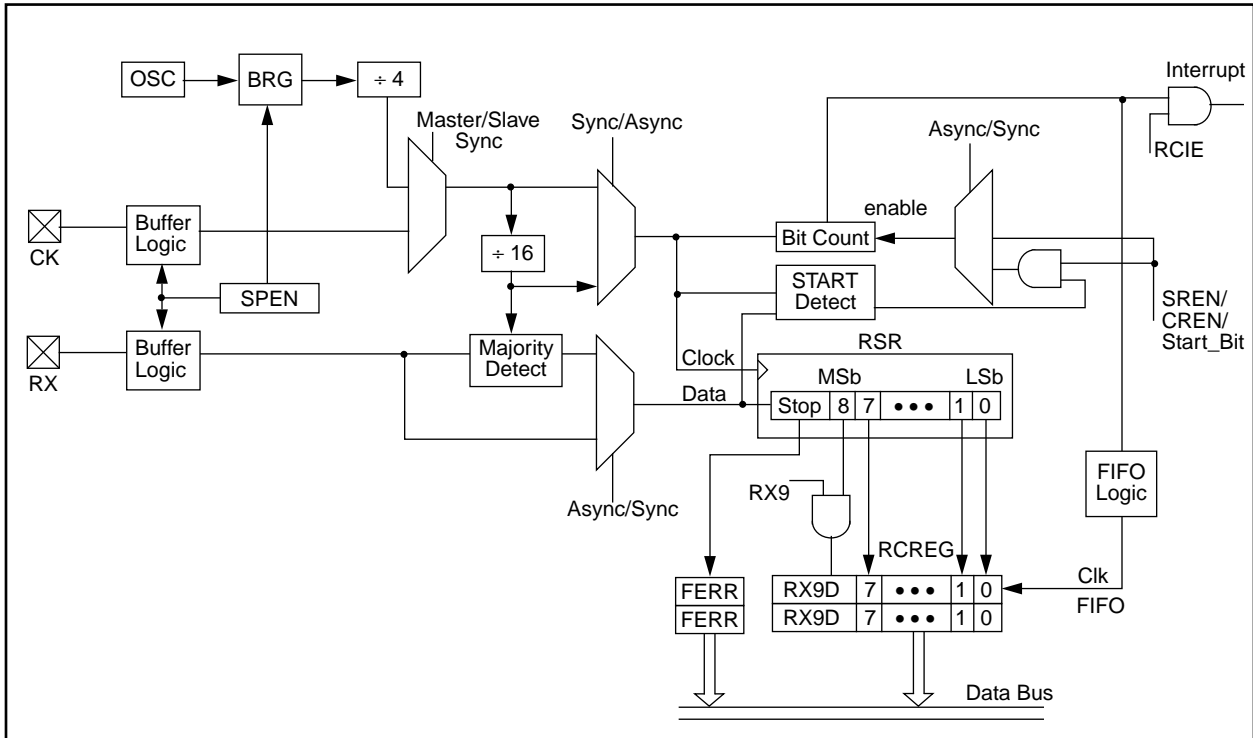 OSC
BRG
÷ 4
Interrupt
Master/Slave
Sync
Sync/Async
Async/Sync
RCIE
Buffer
Logic
CK
enable
Bit Count
÷ 16
SPEN
START
Detect
SREN/
CREN/
Start_Bit
Buffer
Logic
RX
Majority
Detect
Clock
RSR
MSb
LSb
Data
Stop 8 7 ••• 1 0
Async/Sync
RX9
FIFO
Logic
RCREG
Clk
FIFO
FERR
RX9D 7 ••• 1 0
FERR
RX9D 7 ••• 1 0
Data Bus